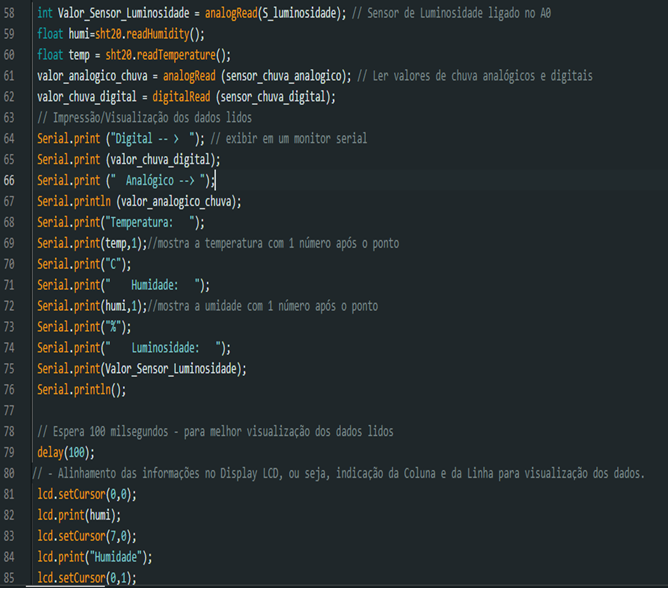 58 int Valor_Sensor_Luminosidade = analogRead(S_luminosidade); // Sensor de Luminosidade ligado no A0
59 float humi=sht20.readHumidity();
60 float temp = sht20.readTemperature();
61 valor_analogico_chuva = analogRead (sensor_chuva_analogico); // Ler valores de chuva analógicos e digitais
62 valor_chuva_digital = digitalRead (sensor_chuva_digital);
63 // Impressão/Visualização dos dados lidos
64 Serial.print ("Digital -- >  "); // exibir em um monitor serial
65 Serial.print (valor_chuva_digital);
66 Serial.print ("  Analógico --> ");
67 Serial.println (valor_analogico_chuva);
68 Serial.print("Temperatura:   ");
69 Serial.print(temp,1);//mostra a temperatura com 1 número após o ponto
70 Serial.print("C");
71 Serial.print("    Humidade:   ");
72 Serial.print(humi,1);//mostra a umidade com 1 número após o ponto
73 Serial.print("%");
74 Serial.print("    Luminosidade:   ");
75 Serial.print(Valor_Sensor_Luminosidade);
76 Serial.println();
77
78 // Espera 100 milsegundos - para melhor visualização dos dados lidos
79 delay(100);
80 // - Alinhamento das informações no Display LCD, ou seja, indicação da Coluna e da Linha para visualização dos dados.
81 lcd.setCursor(0,0);
82 lcd.print(humi);
83 lcd.setCursor(7,0);
84 lcd.print("Humidade");
85 lcd.setCursor(0,1);